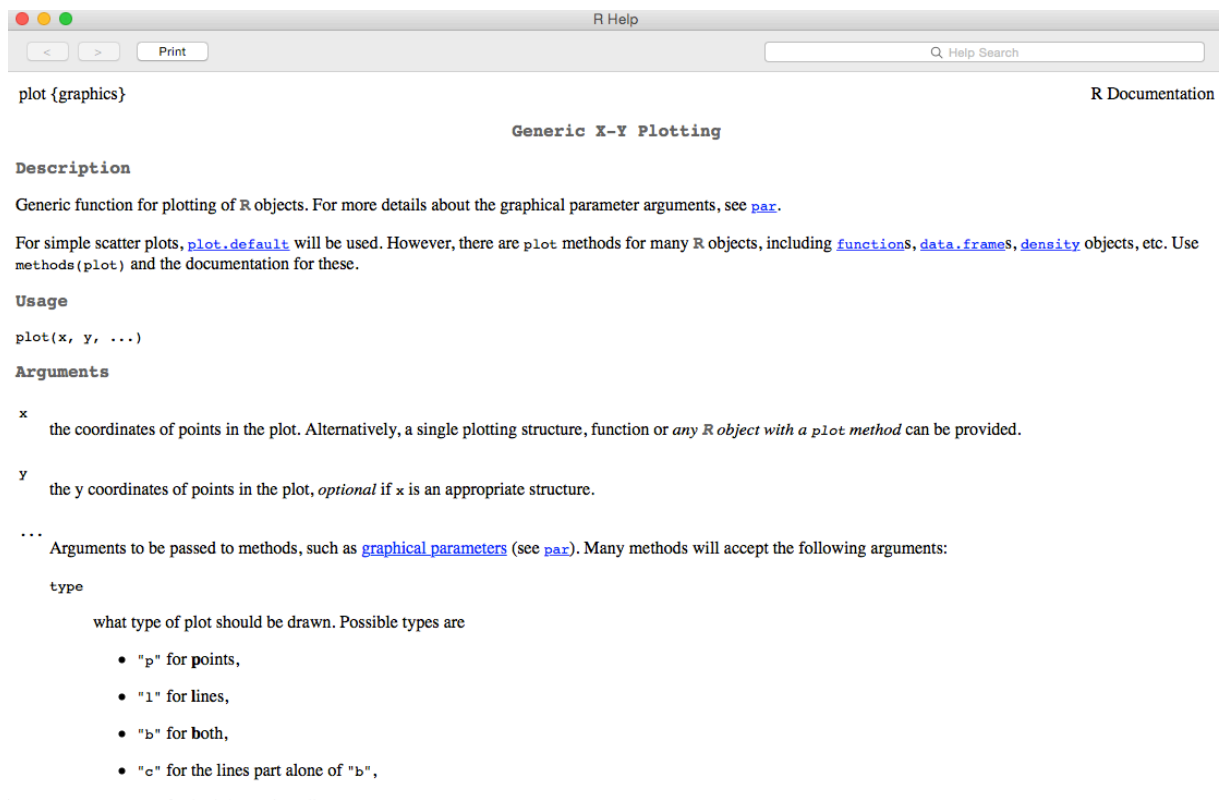 R Help
< > Print Help Search
plot {graphics} R Documentation
Generic X-Y Plotting
Description
Generic function for plotting of R objects. For more details about the graphical parameter arguments, see par.
For simple scatter plots, plot.default will be used. However, there are plot methods for many R objects, including functions, data.frames, density objects, etc. Use
methods(plot) and the documentation for these.
Usage
plot(x, y, ...)
Arguments
x
the coordinates of points in the plot. Alternatively, a single plotting structure, function or any R object with a plot method can be provided.
y
the y coordinates of points in the plot, optional if x is an appropriate structure.
...
Arguments to be passed to methods, such as graphical parameters (see par). Many methods will accept the following arguments:
type
what type of plot should be drawn. Possible types are
• "p" for points,
• "l" for lines,
• "b" for both,
• "c" for the lines part alone of "b",